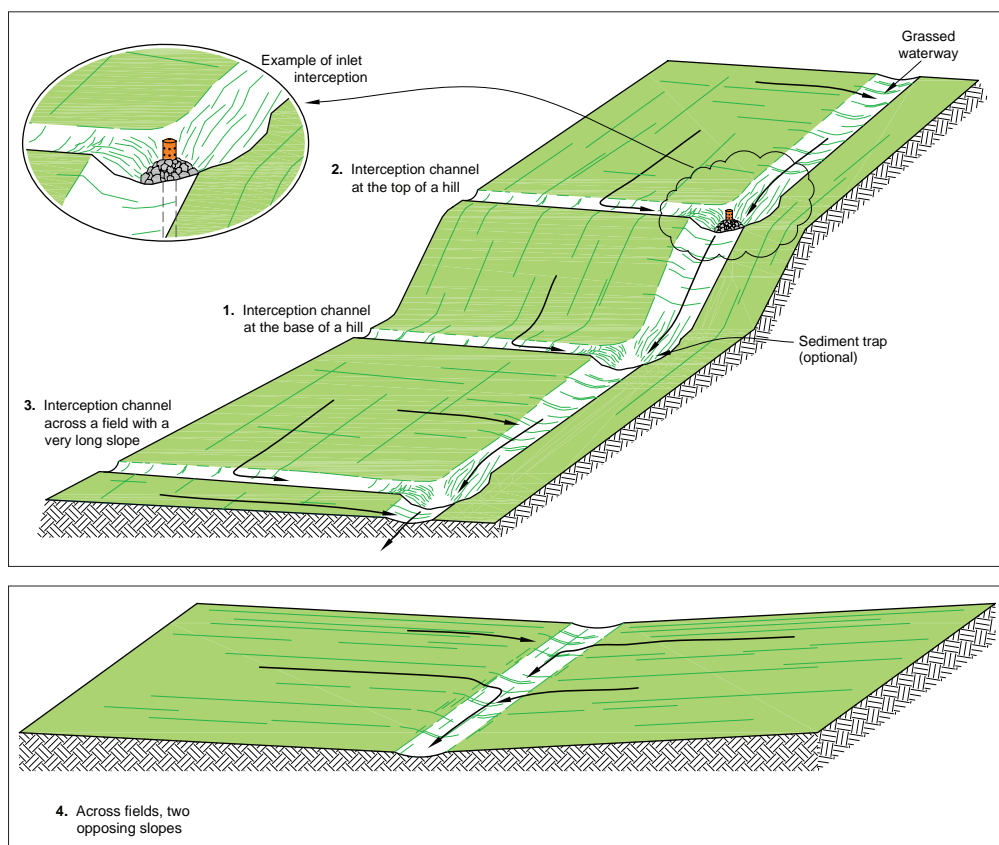 Example of inlet
interception
Grassed
waterway
2. Interception channel
at the top of a hill
1. Interception channel
at the base of a hill
Sediment trap
(optional)
3. Interception channel
across a field with a
very long slope
4. Across fields, two
opposing slopes